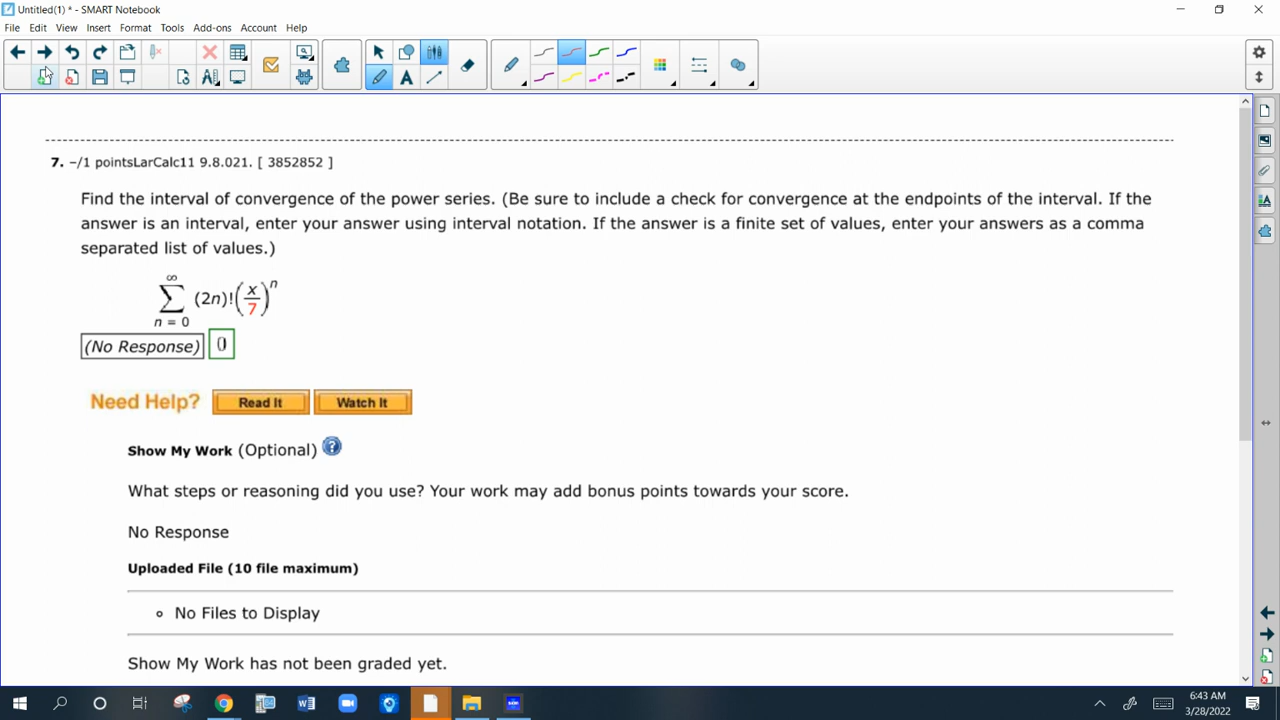 Untitled(1) * - SMART Notebook
File Edit View Insert Format Tools Add-ons Account Help
7. –/1 pointsLarCalc11 9.8.021. [ 3852852 ]
Find the interval of convergence of the power series. (Be sure to include a check for convergence at the endpoints of the interval. If the
answer is an interval, enter your answer using interval notation. If the answer is a finite set of values, enter your answers as a comma
separated list of values.)
∞
∑ (2n)!(x/7)^n
n = 0
(No Response) 0
Need Help? Read It Watch It
Show My Work (Optional) ?
What steps or reasoning did you use? Your work may add bonus points towards your score.
No Response
Uploaded File (10 file maximum)
No Files to Display
Show My Work has not been graded yet.
6:43 AM
3/28/2022